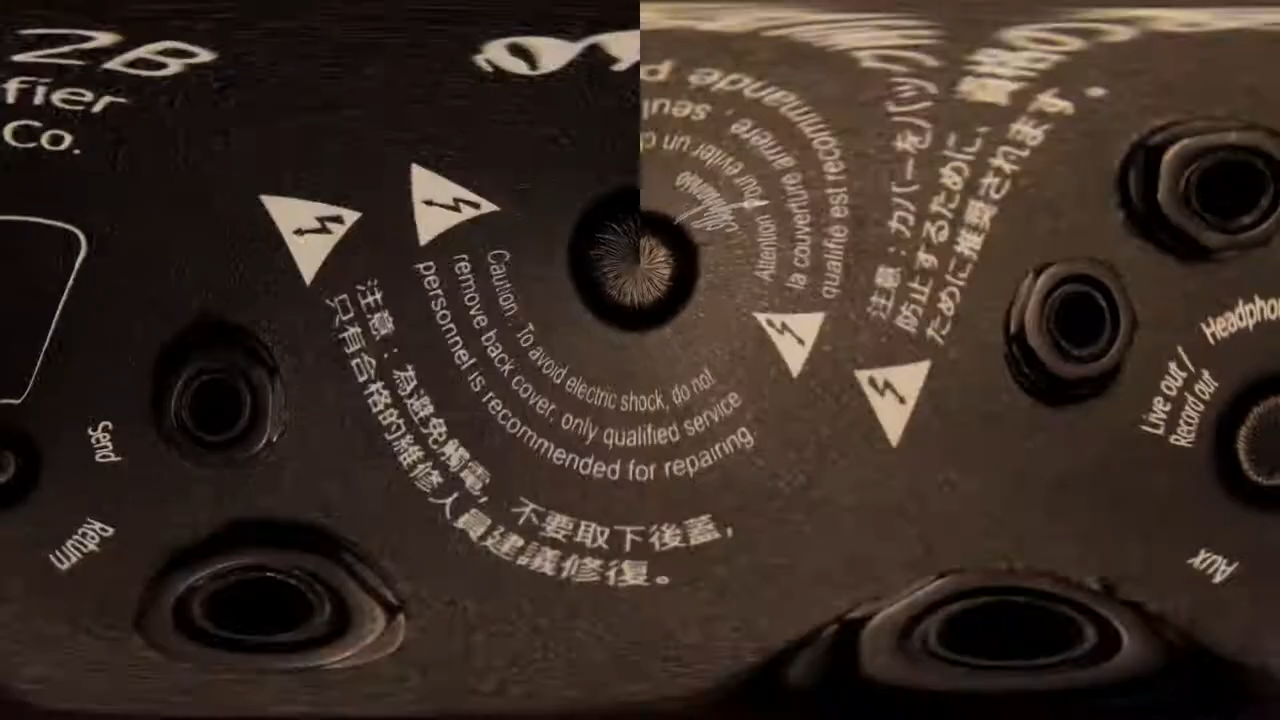 2B
fier
Co.
Send
Return
Caution : To avoid electric shock, do not
remove back cover, only qualified service
personnel is recommended for repairing.
注意：為避免觸電，不要取下後蓋，
只有合格的維修人員建議修復。
Attention : Pour éviter un
la couverture arrière, seul
qualifié est recommandé
注意：カバーをバック
防止するために、
ために推奨されます。
Live out /
Record out
Aux